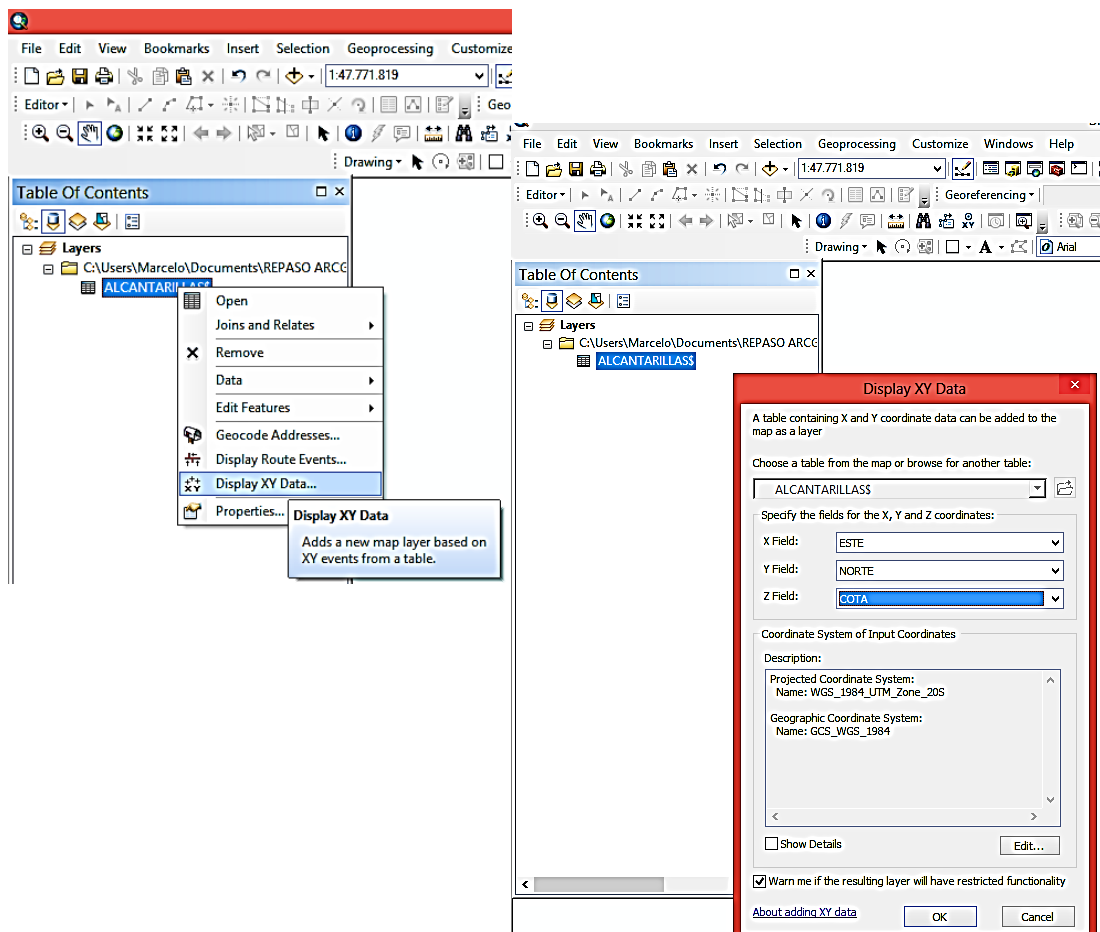 File Edit View Bookmarks Insert Selection Geoprocessing Customize
1:47.771.819
Editor
Drawing
Table Of Contents
Layers
C:\Users\Marcelo\Documents\REPASO ARCG
ALCANTARILLAS$
Open
Joins and Relates
Remove
Data
Edit Features
Geocode Addresses...
Display Route Events...
Display XY Data...
Properties...
Display XY Data
Adds a new map layer based on
XY events from a table.
File Edit View Bookmarks Insert Selection Geoprocessing Customize Windows Help
1:47.771.819
Editor Georeferencing
Drawing A Arial
Table Of Contents
Layers
C:\Users\Marcelo\Documents\REPASO ARCG
ALCANTARILLAS$
Display XY Data
A table containing X and Y coordinate data can be added to the
map as a layer
Choose a table from the map or browse for another table:
ALCANTARILLAS$
Specify the fields for the X, Y and Z coordinates:
X Field: ESTE
Y Field: NORTE
Z Field: COTA
Coordinate System of Input Coordinates
Description:
Projected Coordinate System:
Name: WGS_1984_UTM_Zone_20S
Geographic Coordinate System:
Name: GCS_WGS_1984
Show Details Edit...
Warn me if the resulting layer will have restricted functionality
About adding XY data OK Cancel